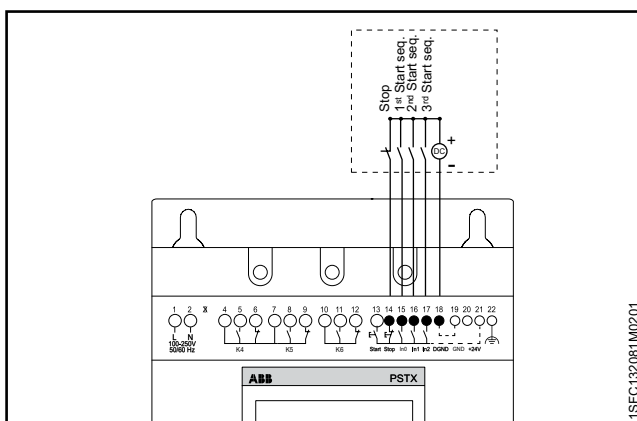 Stop
1st Start seq.
2nd Start seq.
3rd Start seq.
DC
+
-
1 2 4 5 6 7 8 9 10 11 12 13 14 15 16 17 18 19 20 21 22
L N
100-250V
50/60 Hz
K4 K5 K6
Start Stop In0 In1 In2 DGND GND +24V
ABB PSTX
1SFC132081M0201